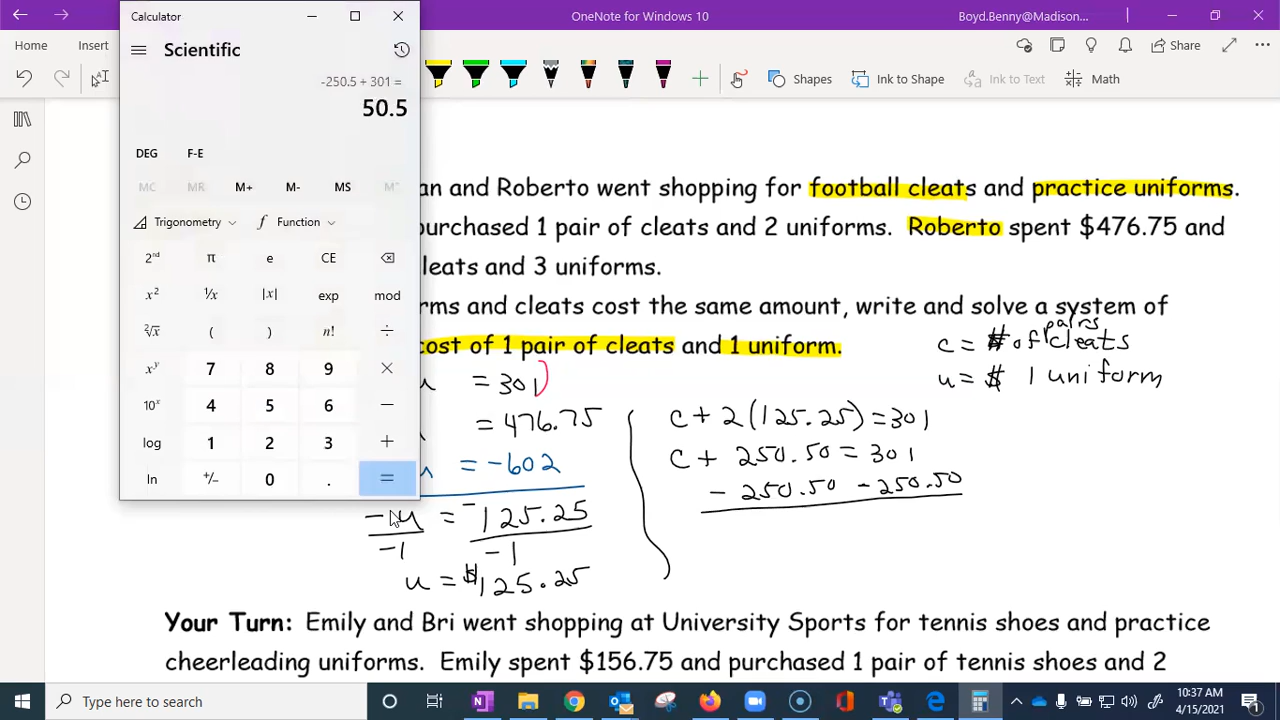 OneNote for Windows 10
Boyd.Benny@Madison...
Calculator
Home
Insert
Scientific
Share
-250.5 + 301 =
50.5
Shapes
Ink to Shape
Ink to Text
Math
DEG
F-E
MC MR M+ M- MS M˅
Trigonometry
f Function
2ⁿᵈ π e CE
x² ¹/x |x| exp mod
²√x ( ) n! ÷
xʸ 7 8 9 ×
10ˣ 4 5 6 −
log 1 2 3 +
ln +/− 0 . =
an and Roberto went shopping for football cleats and practice uniforms.
purchased 1 pair of cleats and 2 uniforms. Roberto spent $476.75 and
leats and 3 uniforms.
rms and cleats cost the same amount, write and solve a system of
cost of 1 pair of cleats and 1 uniform.
pairs
c = # of cleats
u = $ 1 uniform
u = 301)
= 476.75
u = -602
-u = -125.25
-1 -1
u = $125.25
c + 2(125.25) = 301
c + 250.50 = 301
- 250.50 - 250.50
Your Turn: Emily and Bri went shopping at University Sports for tennis shoes and practice
cheerleading uniforms. Emily spent $156.75 and purchased 1 pair of tennis shoes and 2
Type here to search
10:37 AM
4/15/2021